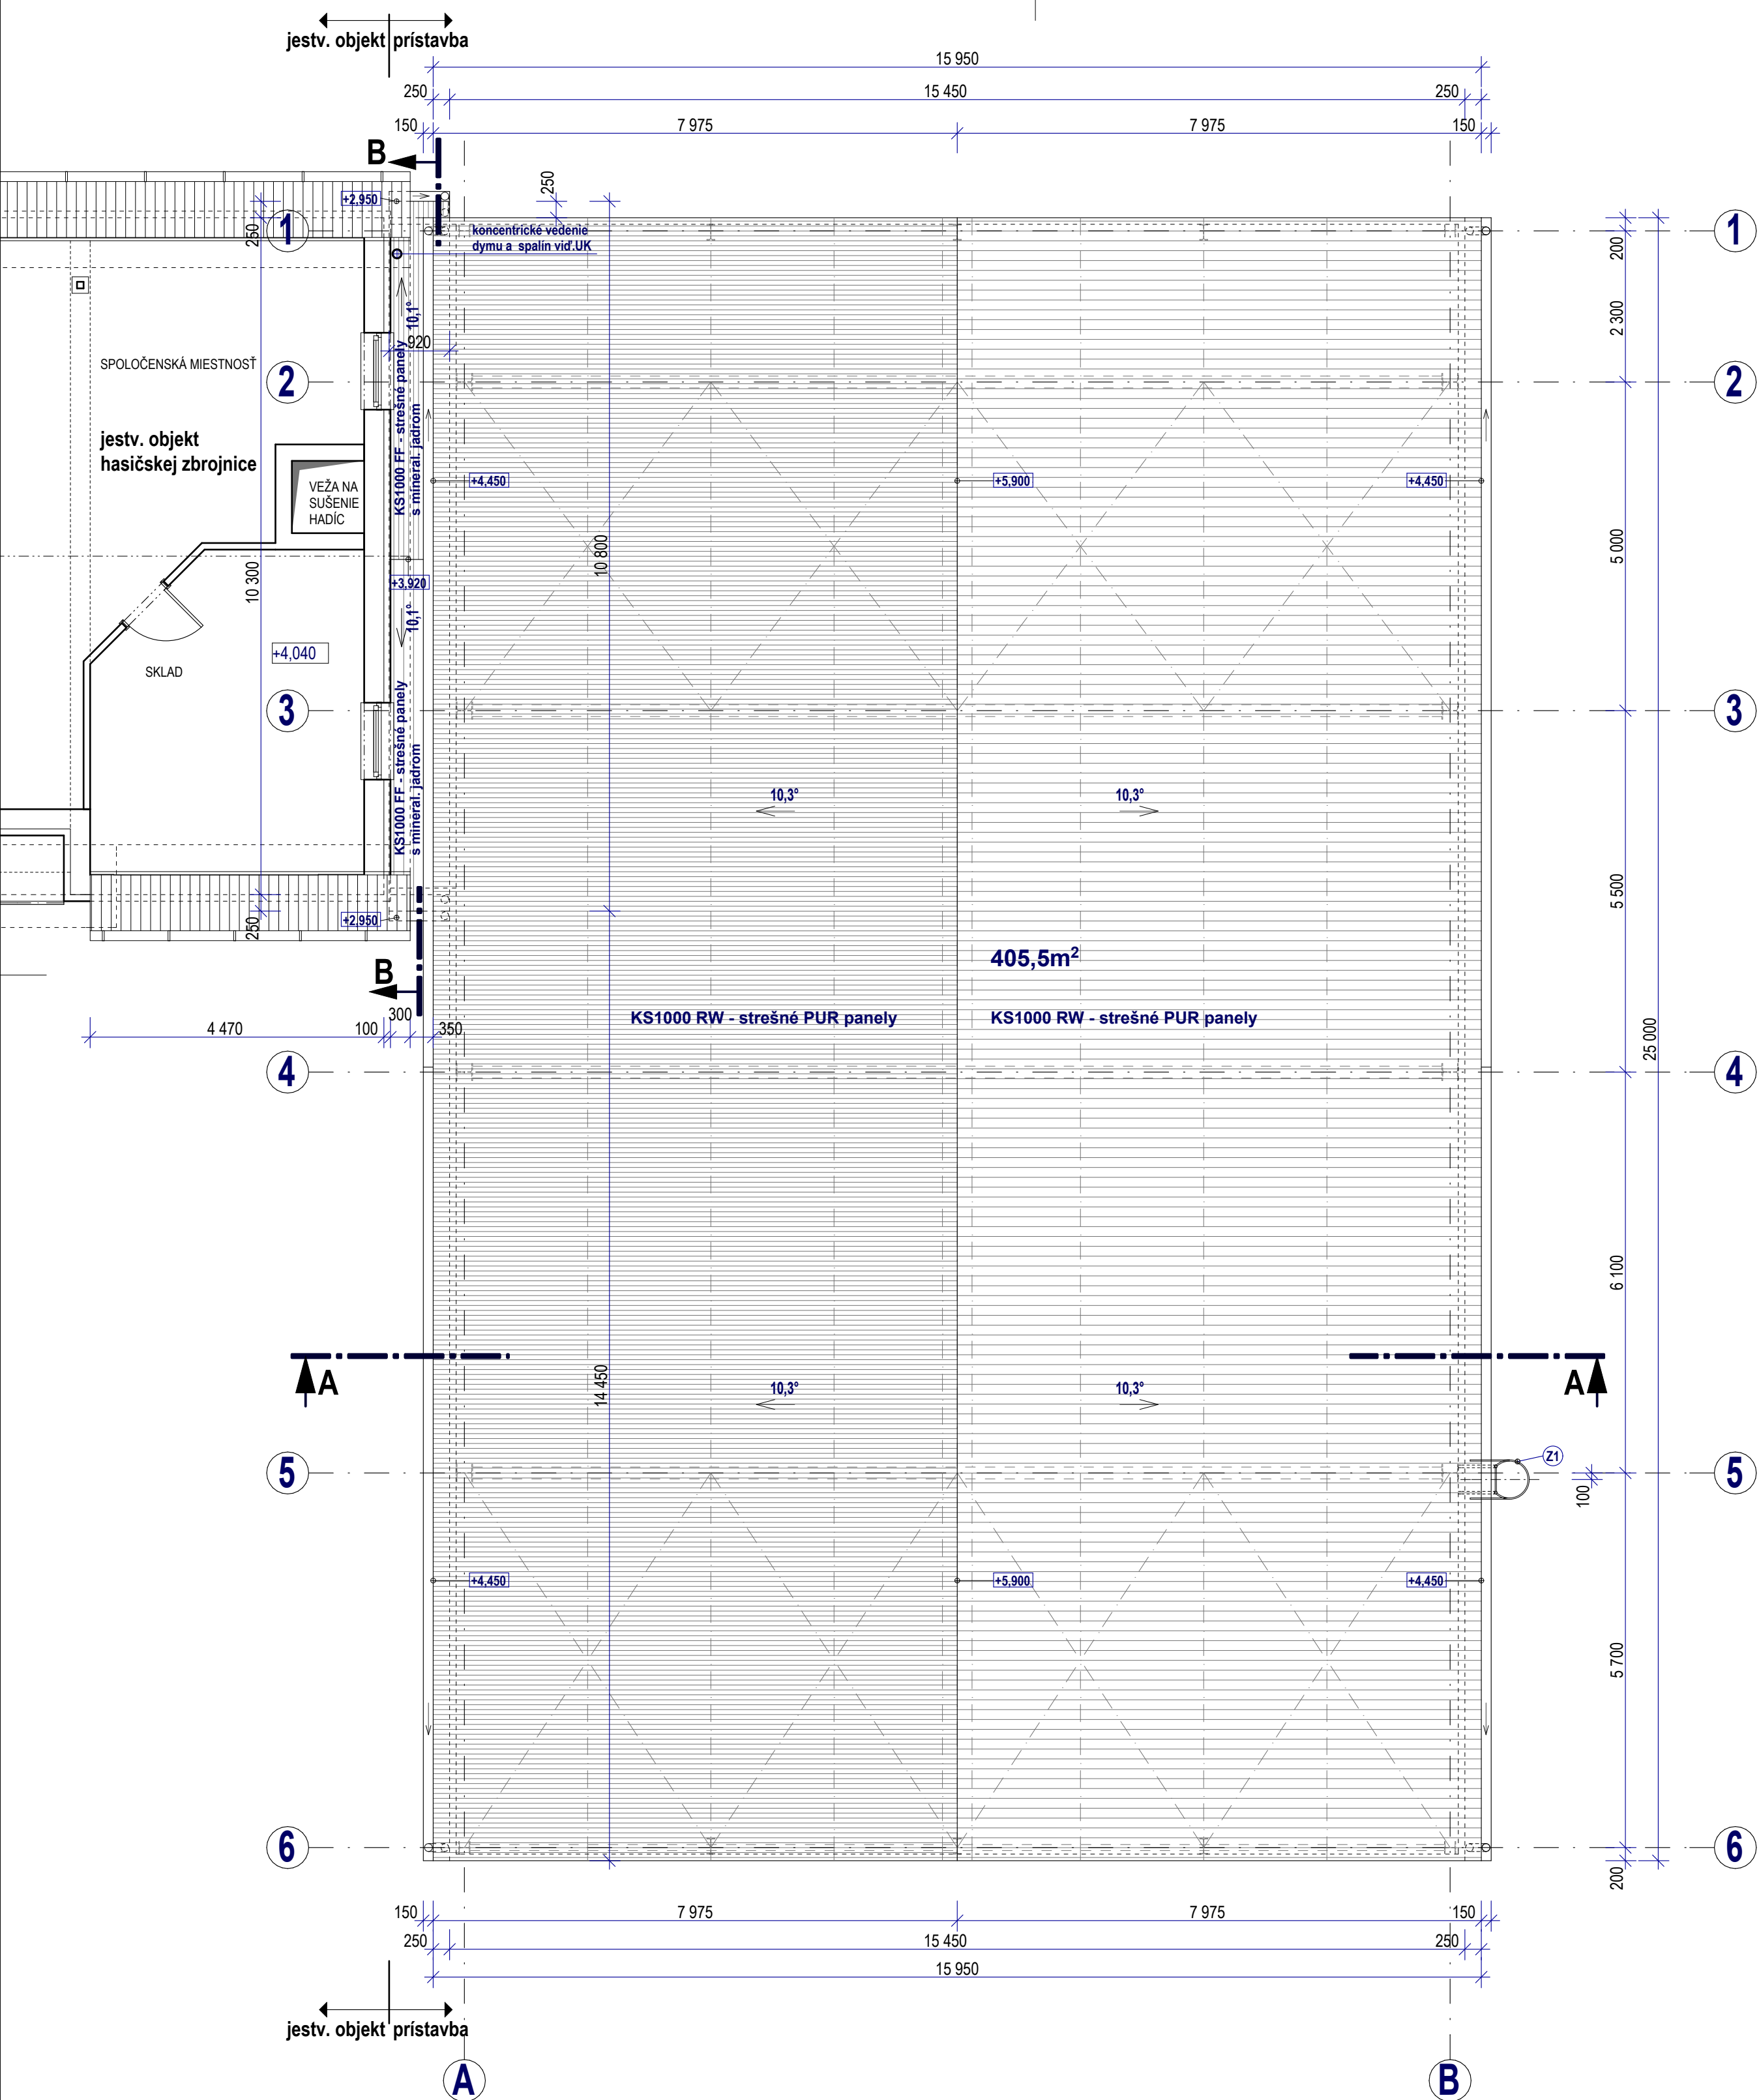 jestv. objekt prístavba
15 950
250 15 450 250
150 7 975 7 975 150
B
+2,950
250
250
1
koncentrické vedenie
dymu a spalín viď.UK
1
200
10,1°
2 300
920
SPOLOČENSKÁ MIESTNOSŤ
2
2
KS1000 FF - strešné panely
s mineral. jadrom
jestv. objekt
hasičskej zbrojnice
VEŽA NA
SUŠENIE
HADÍC
+4,450
+5,900
+4,450
10 800
5 000
10 300
+3,920
10,1°
+4,040
SKLAD
3
3
KS1000 FF - strešné panely
s mineral. jadrom
10,3°
10,3°
5 500
+2,950
250
405,5m²
B
300
4 470 100 350
KS1000 RW - strešné PUR panely
KS1000 RW - strešné PUR panely
25 000
4
4
6 100
A
A
14 450
10,3°
10,3°
Z1
5
5
100
+4,450
+5,900
+4,450
5 700
6
6
200
150 7 975 7 975 150
250 15 450 250
15 950
jestv. objekt prístavba
A
B